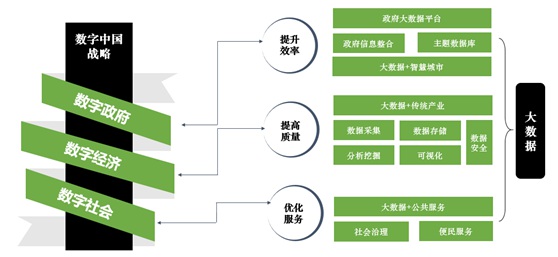 数字中国
战略
数字政府
数字经济
数字社会
提升
效率
提高
质量
优化
服务
政府大数据平台
政府信息整合
主题数据库
大数据+智慧城市
大数据+传统产业
数据采集
数据存储
数据
安全
分析挖掘
可视化
大数据+公共服务
社会治理
便民服务
大数据